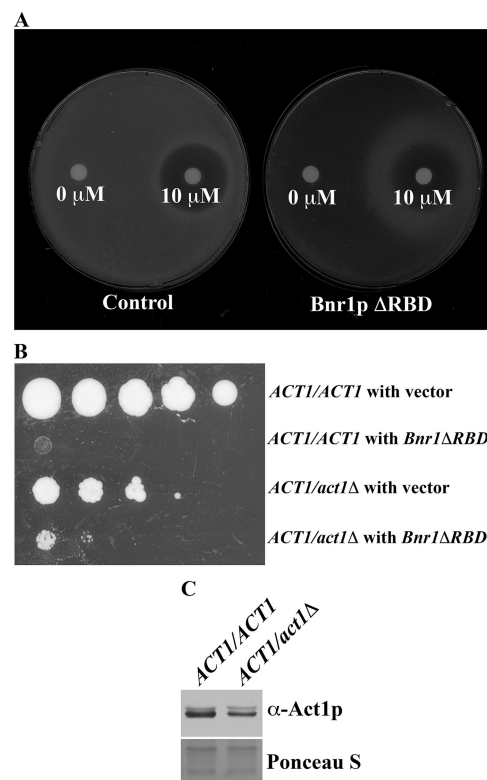 A
0 μM
10 μM
0 μM
10 μM
Control
Bnr1p ΔRBD
B
ACT1/ACT1 with vector
ACT1/ACT1 with Bnr1ΔRBD
ACT1/act1Δ with vector
ACT1/act1Δ with Bnr1ΔRBD
C
ACT1/ACT1
ACT1/act1Δ
α-Act1p
Ponceau S